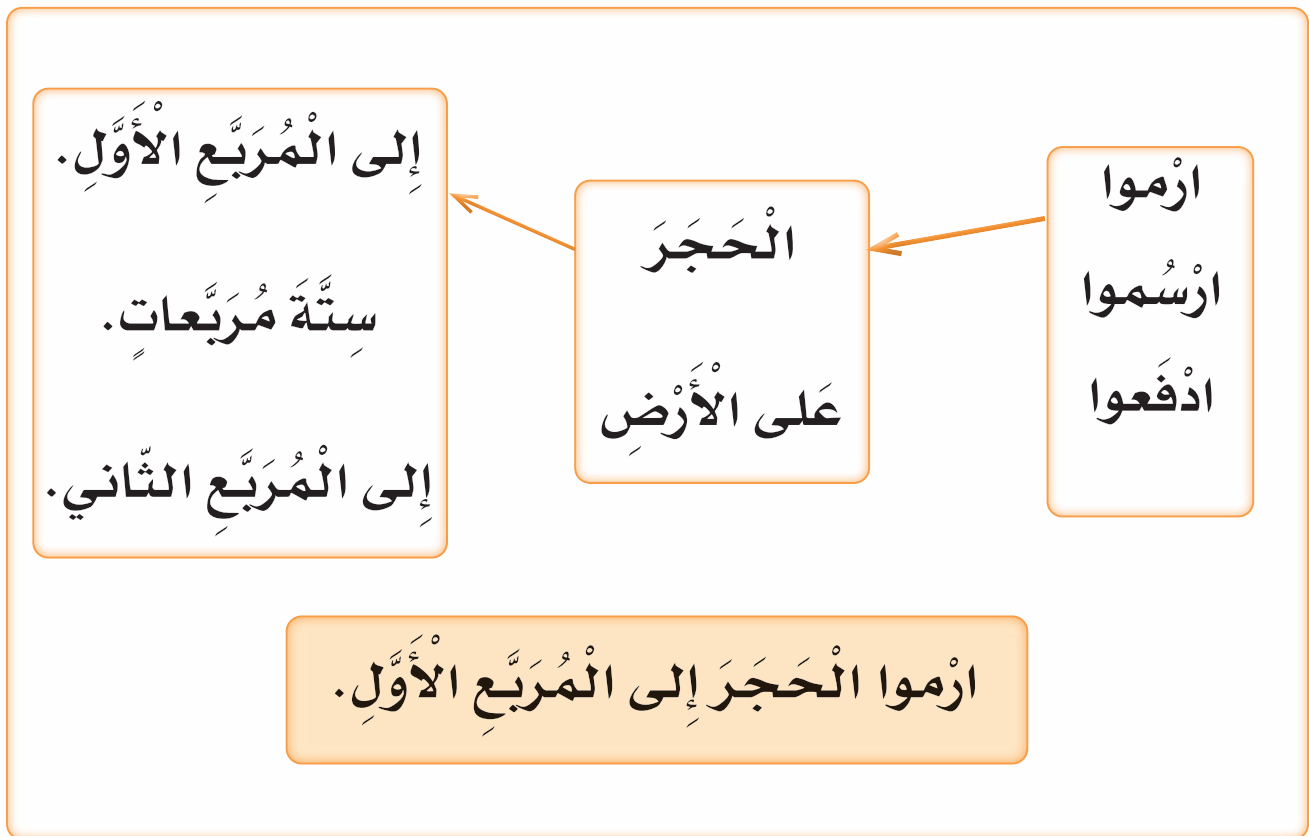 ارْموا
ارْسُموا
ادْفَعوا
الْحَجَرَ
عَلى الْأَرْضِ
إِلى الْمُرَبَّعِ الْأَوَّلِ.
سِتَّةَ مُرَبَّعاتٍ.
إِلى الْمُرَبَّعِ الثّاني.
ارْموا الْحَجَرَ إِلى الْمُرَبَّعِ الْأَوَّلِ.